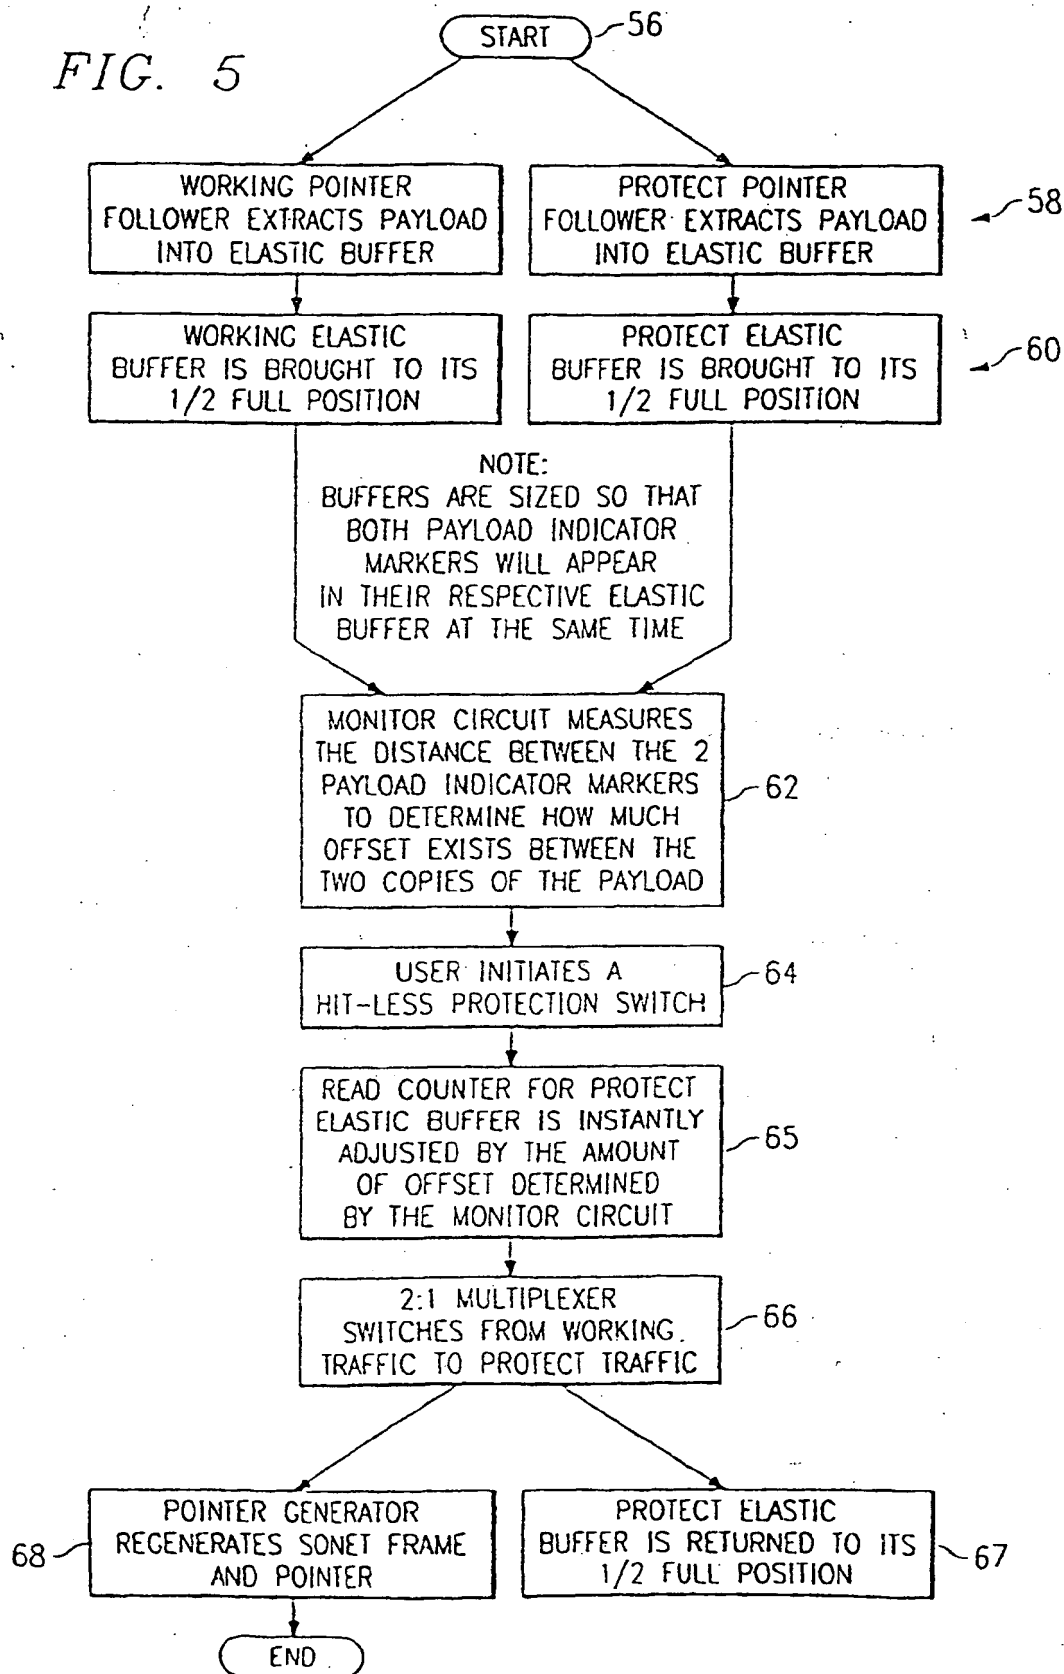 FIG. 5
START
56
WORKING POINTER
FOLLOWER EXTRACTS PAYLOAD
INTO ELASTIC BUFFER
PROTECT POINTER
FOLLOWER EXTRACTS PAYLOAD
INTO ELASTIC BUFFER
58
WORKING ELASTIC
BUFFER IS BROUGHT TO ITS
1/2 FULL POSITION
PROTECT ELASTIC
BUFFER IS BROUGHT TO ITS
1/2 FULL POSITION
60
NOTE:
BUFFERS ARE SIZED SO THAT
BOTH PAYLOAD INDICATOR
MARKERS WILL APPEAR
IN THEIR RESPECTIVE ELASTIC
BUFFER AT THE SAME TIME
MONITOR CIRCUIT MEASURES
THE DISTANCE BETWEEN THE 2
PAYLOAD INDICATOR MARKERS
TO DETERMINE HOW MUCH
OFFSET EXISTS BETWEEN THE
TWO COPIES OF THE PAYLOAD
62
USER INITIATES A
HIT-LESS PROTECTION SWITCH
64
READ COUNTER FOR PROTECT
ELASTIC BUFFER IS INSTANTLY
ADJUSTED BY THE AMOUNT
OF OFFSET DETERMINED
BY THE MONITOR CIRCUIT
65
2:1 MULTIPLEXER
SWITCHES FROM WORKING
TRAFFIC TO PROTECT TRAFFIC
66
68
POINTER GENERATOR
REGENERATES SONET FRAME
AND POINTER
PROTECT ELASTIC
BUFFER IS RETURNED TO ITS
1/2 FULL POSITION
67
END